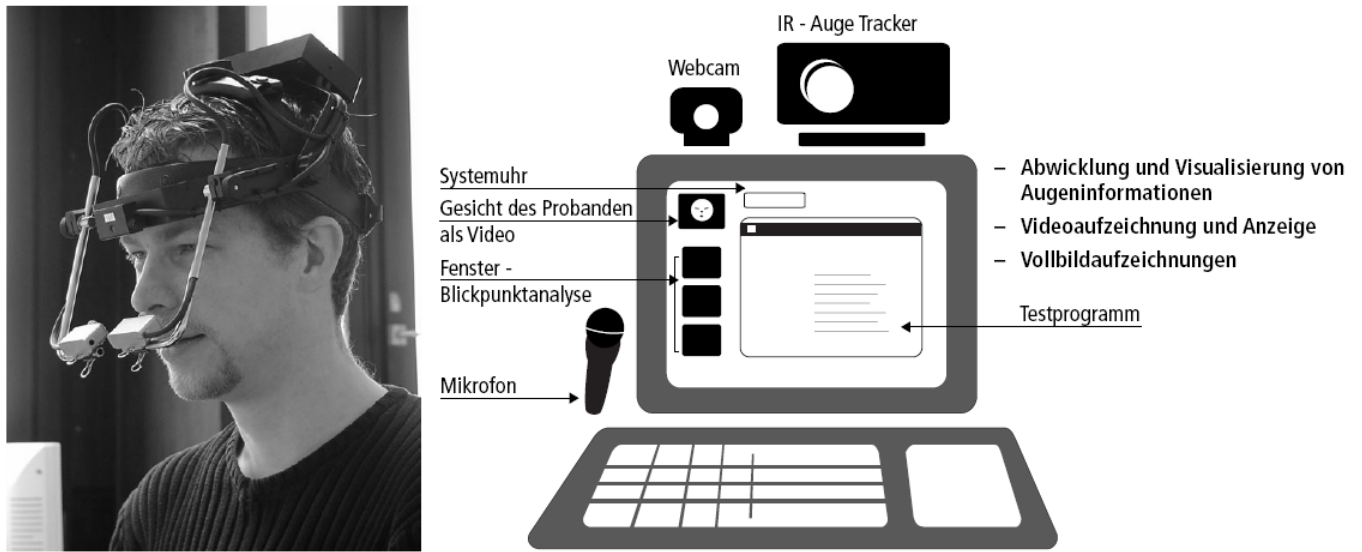 IR - Auge Tracker
Webcam
Systemuhr
Gesicht des Probanden
als Video
Fenster -
Blickpunktanalyse
Mikrofon
– Abwicklung und Visualisierung von
Augeninformationen
– Videoaufzeichnung und Anzeige
– Vollbildaufzeichnungen
Testprogramm